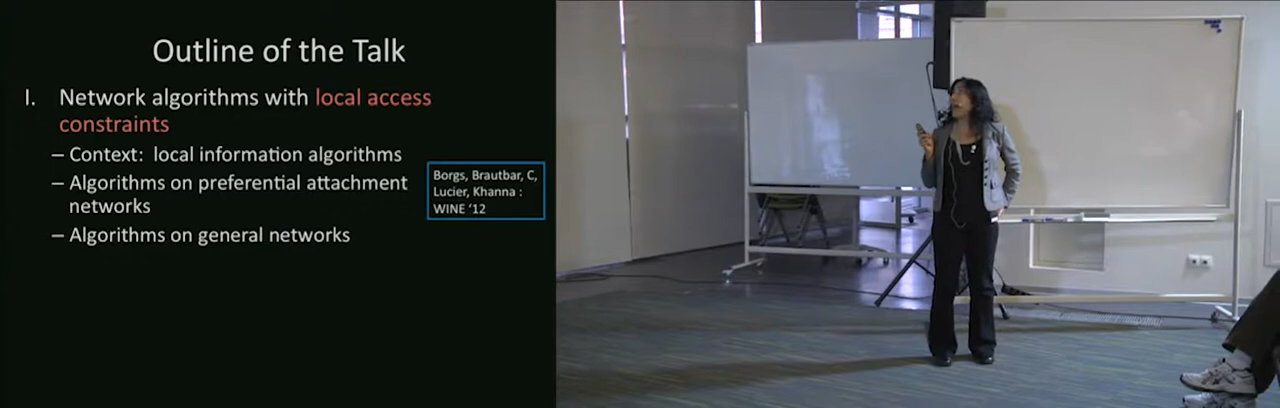 Outline of the Talk
I. Network algorithms with local access
constraints
– Context: local information algorithms
– Algorithms on preferential attachment
networks
– Algorithms on general networks
Borgs, Brautbar, C,
Lucier, Khanna :
WINE ‘12